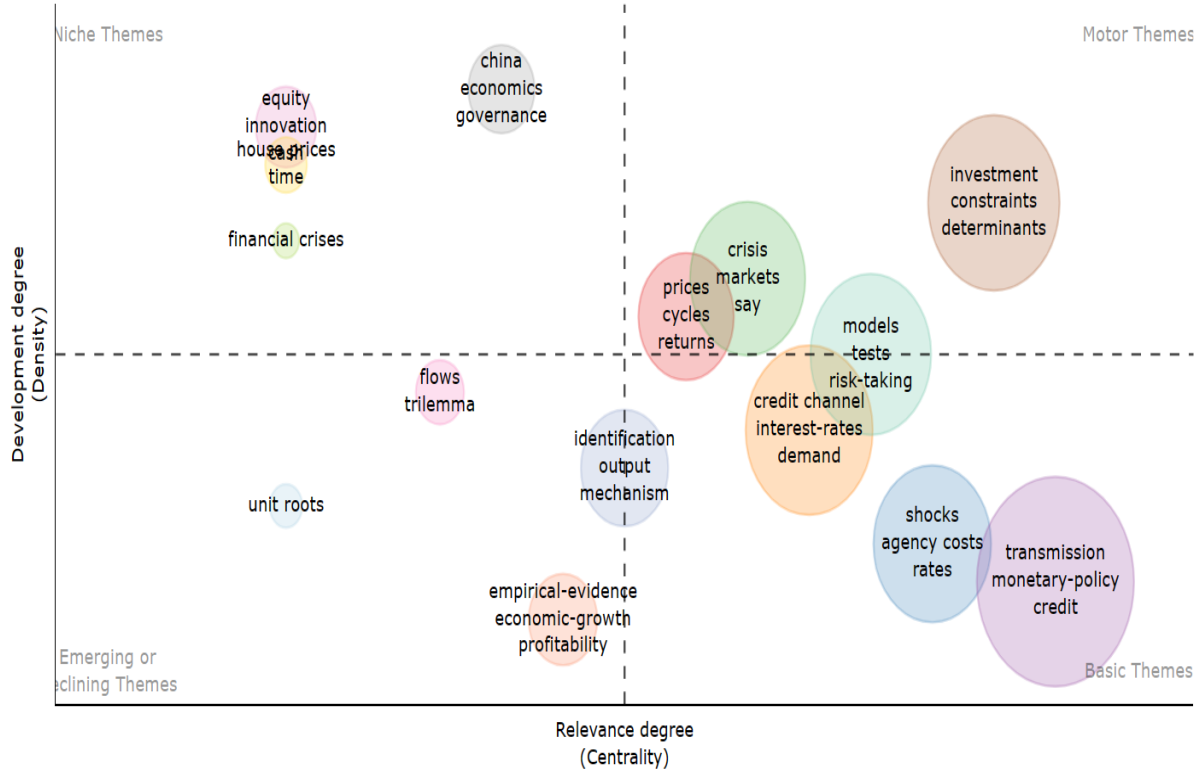 Niche Themes
Motor Themes
china
economics
governance
equity
innovation
house prices
cash
time
financial crises
investment
constraints
determinants
crisis
markets
say
prices
cycles
returns
models
tests
risk-taking
flows
trilemma
credit channel
interest-rates
demand
identification
output
mechanism
unit roots
shocks
agency costs
rates
transmission
monetary-policy
credit
empirical-evidence
economic-growth
profitability
Emerging or
eclining Themes
Basic Themes
Development degree
(Density)
Relevance degree
(Centrality)